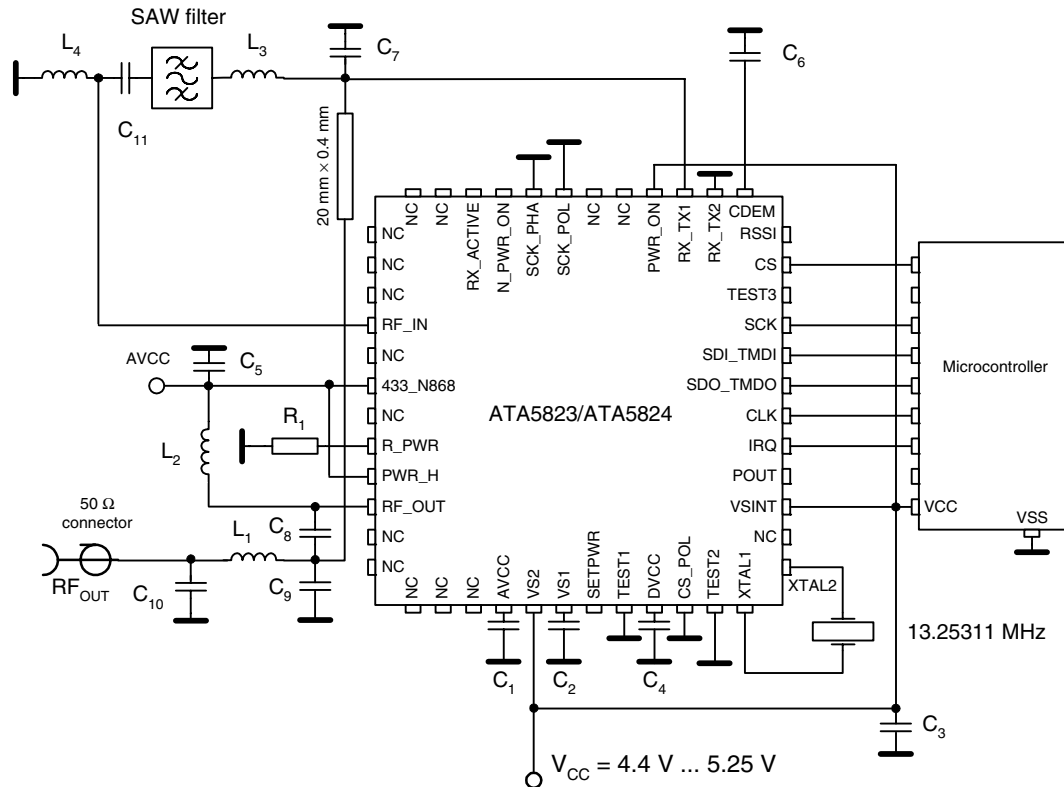 SAW filter
L4
L3
C7
C6
C11
20 mm × 0.4 mm
NC
NC
RX_ACTIVE
N_PWR_ON
SCK_PHA
SCK_POL
NC
NC
PWR_ON
RX_TX1
RX_TX2
CDEM
NC
NC
NC
RF_IN
NC
433_N868
NC
R_PWR
PWR_H
RF_OUT
NC
NC
RSSI
CS
TEST3
SCK
SDI_TMDI
SDO_TMDO
CLK
IRQ
POUT
VSINT
NC
XTAL2
ATA5823/ATA5824
Microcontroller
VCC
VSS
AVCC
C5
R1
L2
50 Ω
connector
RFOUT
L1
C8
C10
C9
NC
NC
NC
AVCC
VS2
VS1
SETPWR
TEST1
DVCC
CS_POL
TEST2
XTAL1
13.25311 MHz
C1
C2
C4
C3
VCC = 4.4 V ... 5.25 V